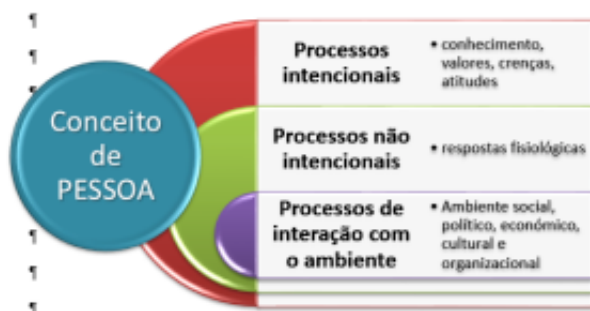 ¶
¶
¶
¶
¶
¶
¶
¶
Conceito
de
PESSOA
Processos
intencionais
• conhecimento,
valores, crenças,
atitudes
Processos não
intencionais
• respostas fisiológicas
Processos de
interação com
o ambiente
• Ambiente social,
político, económico,
cultural e
organizacional